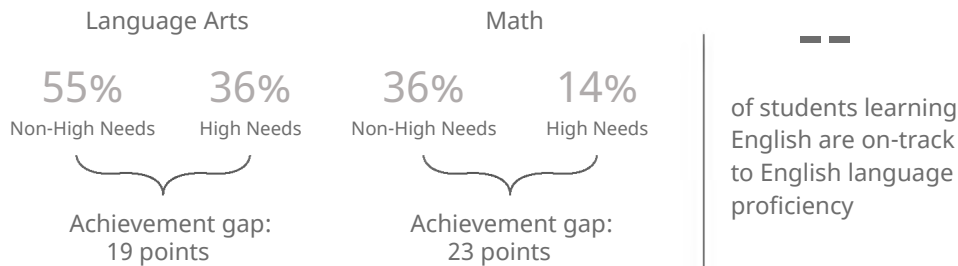 Language Arts
55% 36%
Non-High Needs High Needs
Achievement gap:
19 points
Math
36% 14%
Non-High Needs High Needs
Achievement gap:
23 points
--
of students learning
English are on-track
to English language
proficiency